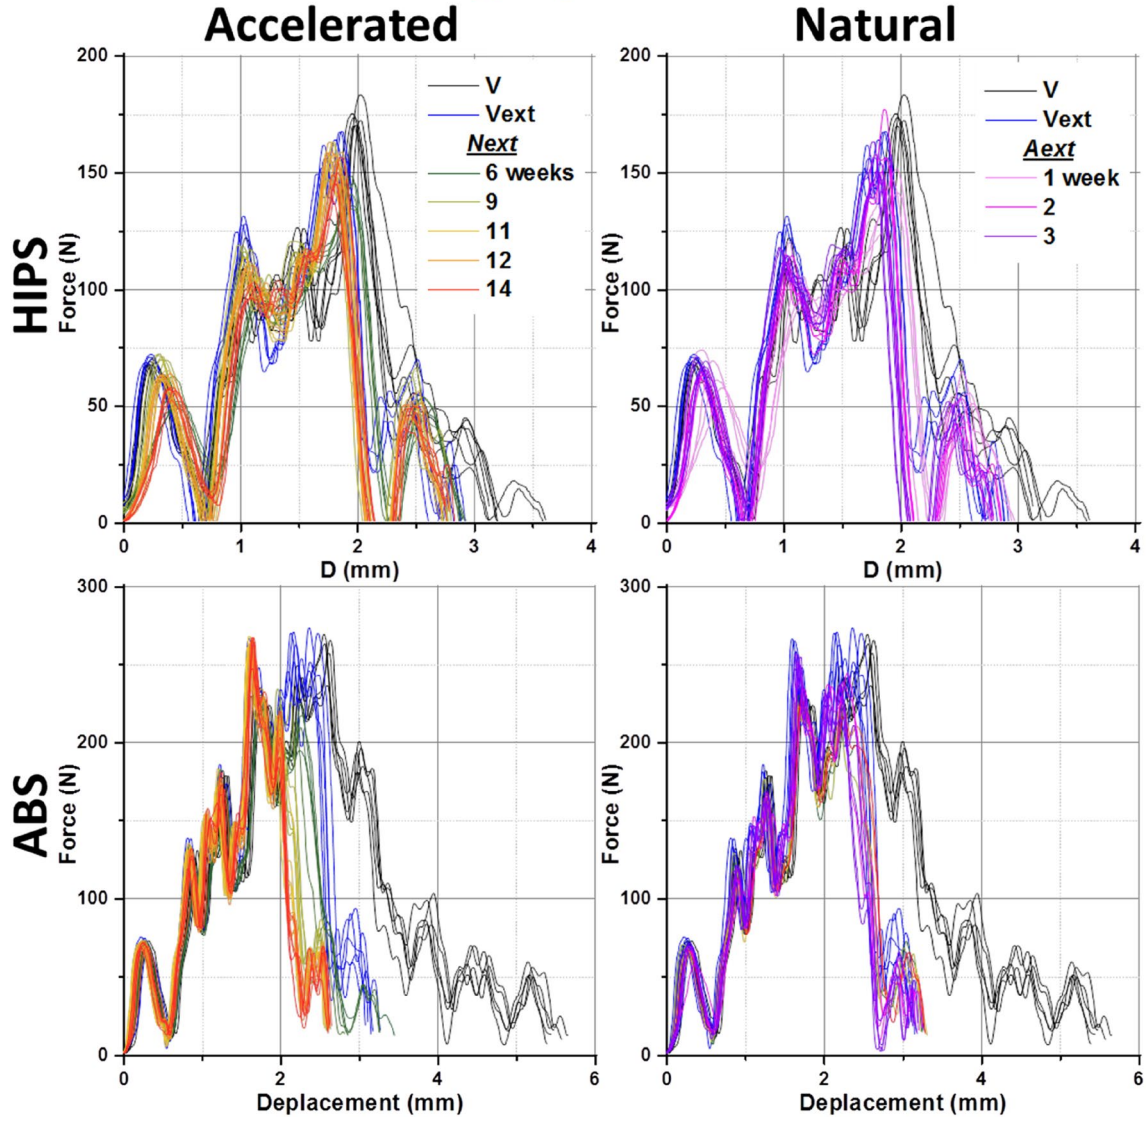 Accelerated
Natural
HIPS
Force (N)
200
150
100
50
0
V
Vext
Next
6 weeks
9
11
12
14
0 1 2 3 4
D (mm)
Force (N)
200
150
100
50
0
V
Vext
Aext
1 week
2
3
0 1 2 3 4
D (mm)
ABS
Force (N)
300
200
100
0
0 2 4 6
Deplacement (mm)
Force (N)
300
200
100
0
0 2 4 6
Deplacement (mm)